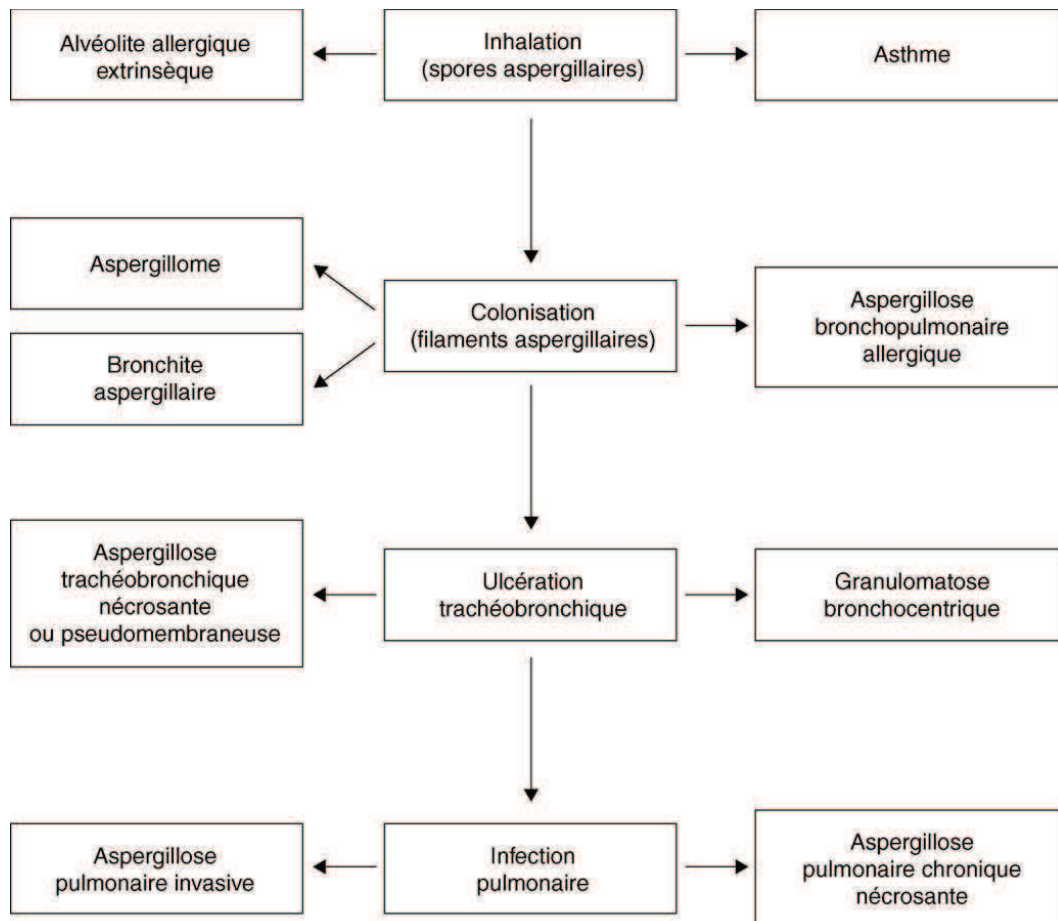 Alvéolite allergique
extrinsèque
Inhalation
(spores aspergillaires)
Asthme
Aspergillome
Bronchite
aspergillaire
Colonisation
(filaments aspergillaires)
Aspergillose
bronchopulmonaire
allergique
Aspergillose
trachéobronchique
nécrosante
ou pseudomembraneuse
Ulcération
trachéobronchique
Granulomatose
bronchocentrique
Aspergillose
pulmonaire invasive
Infection
pulmonaire
Aspergillose
pulmonaire chronique
nécrosante